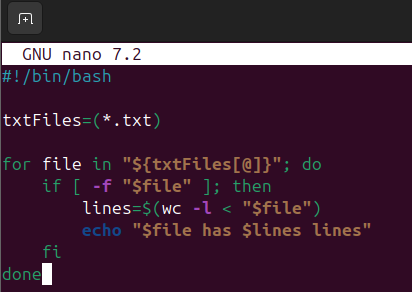 GNU nano 7.2
#!/bin/bash
txtFiles=(*.txt)
for file in "${txtFiles[@]}"; do
    if [ -f "$file" ]; then
        lines=$(wc -l < "$file")
        echo "$file has $lines lines"
    fi
done